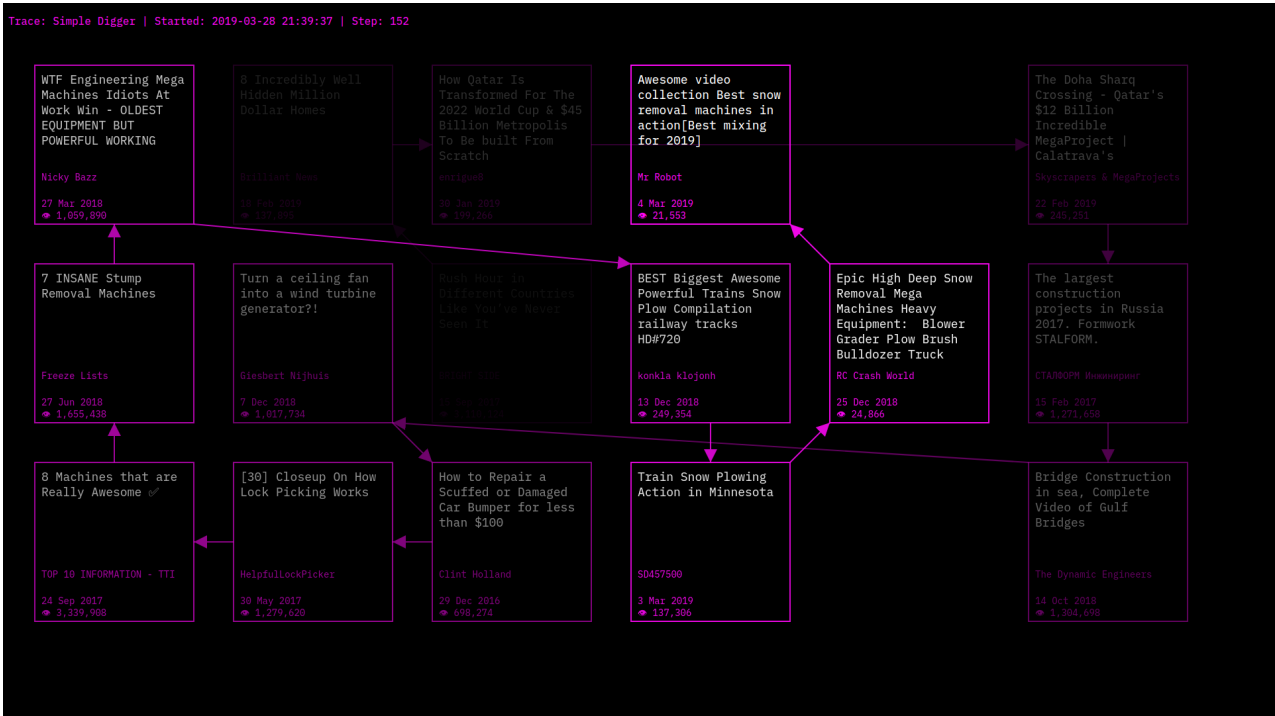 Trace: Simple Digger | Started: 2019-03-28 21:39:37 | Step: 152
WTF Engineering Mega
Machines Idiots At
Work Win - OLDEST
EQUIPMENT BUT
POWERFUL WORKING
Nicky Bazz
27 Mar 2018
1,059,890
8 Incredibly Well
Hidden Million
Dollar Homes
How Qatar Is
Transformed For The
2022 World Cup & $45
Billion Metropolis
To Be built From
Scratch
30 Jan 2019
199,266
Awesome video
collection Best snow
removal machines in
action[Best mixing
for 2019]
Mr Robot
4 Mar 2019
21,553
The Doha Sharq
Crossing - Qatar's
$12 Billion
Incredible
MegaProject |
Calatrava's
Skyscrapers & MegaProjects
22 Feb 2019
345,251
7 INSANE Stump
Removal Machines
Freeze Lists
27 Jun 2018
1,655,438
Turn a ceiling fan
into a wind turbine
generator?!
Giesbert Nijhuis
7 Dec 2018
1,017,734
Rush Hour in
Different Countries
Like You've Never
Seen It
BEST Biggest Awesome
Powerful Trains Snow
Plow Compilation
railway tracks
HD#720
konkla klojonh
13 Dec 2018
249,354
Epic High Deep Snow
Removal Mega
Machines Heavy
Equipment:  Blower
Grader Plow Brush
Bulldozer Truck
RC Crash World
25 Dec 2018
24,866
The largest
construction
projects in Russia
2017. Formwork
STALFORM.
СТАЛФОРМ Инжиниринг
15 Feb 2017
1,271,658
8 Machines that are
Really Awesome ✅
TOP 10 INFORMATION - TTI
24 Sep 2017
3,339,908
[30] Closeup On How
Lock Picking Works
HelpfulLockPicker
30 May 2017
1,279,620
How to Repair a
Scuffed or Damaged
Car Bumper for less
than $100
Clint Holland
29 Dec 2016
698,274
Train Snow Plowing
Action in Minnesota
SD457500
3 Mar 2019
137,306
Bridge Construction
in sea, Complete
Video of Gulf
Bridges
The Dynamic Engineers
14 Oct 2018
1,304,698